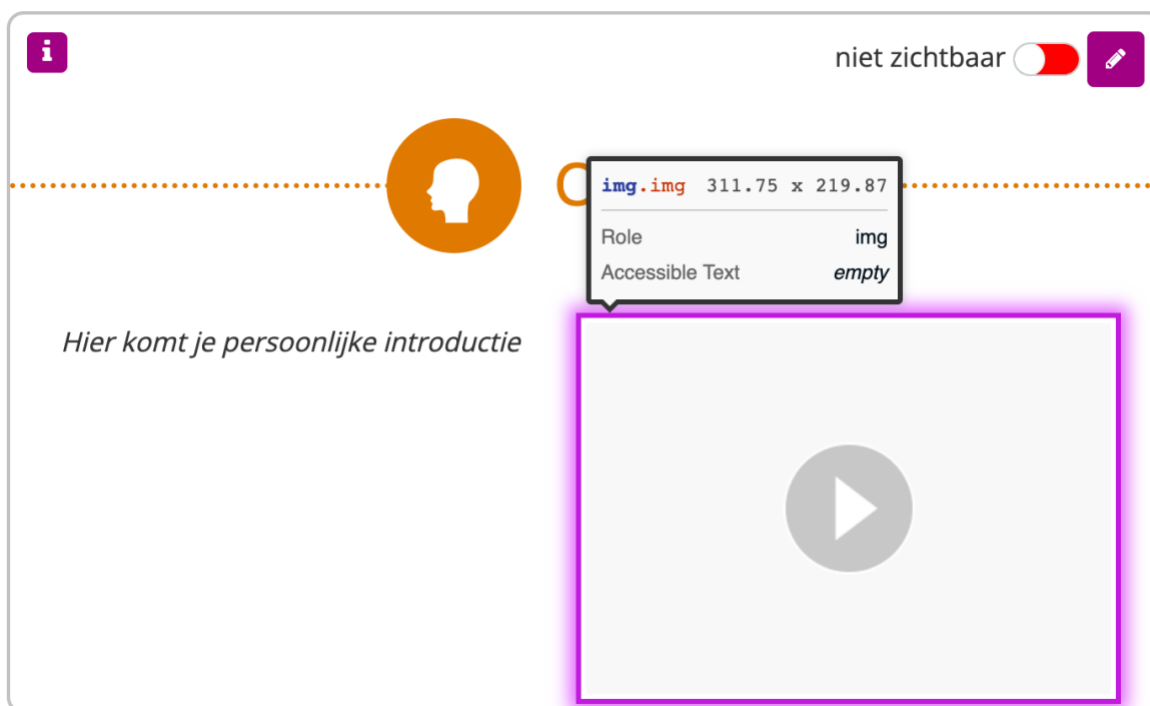 i
niet zichtbaar
img.img 311.75 x 219.87
Role img
Accessible Text empty
Hier komt je persoonlijke introductie